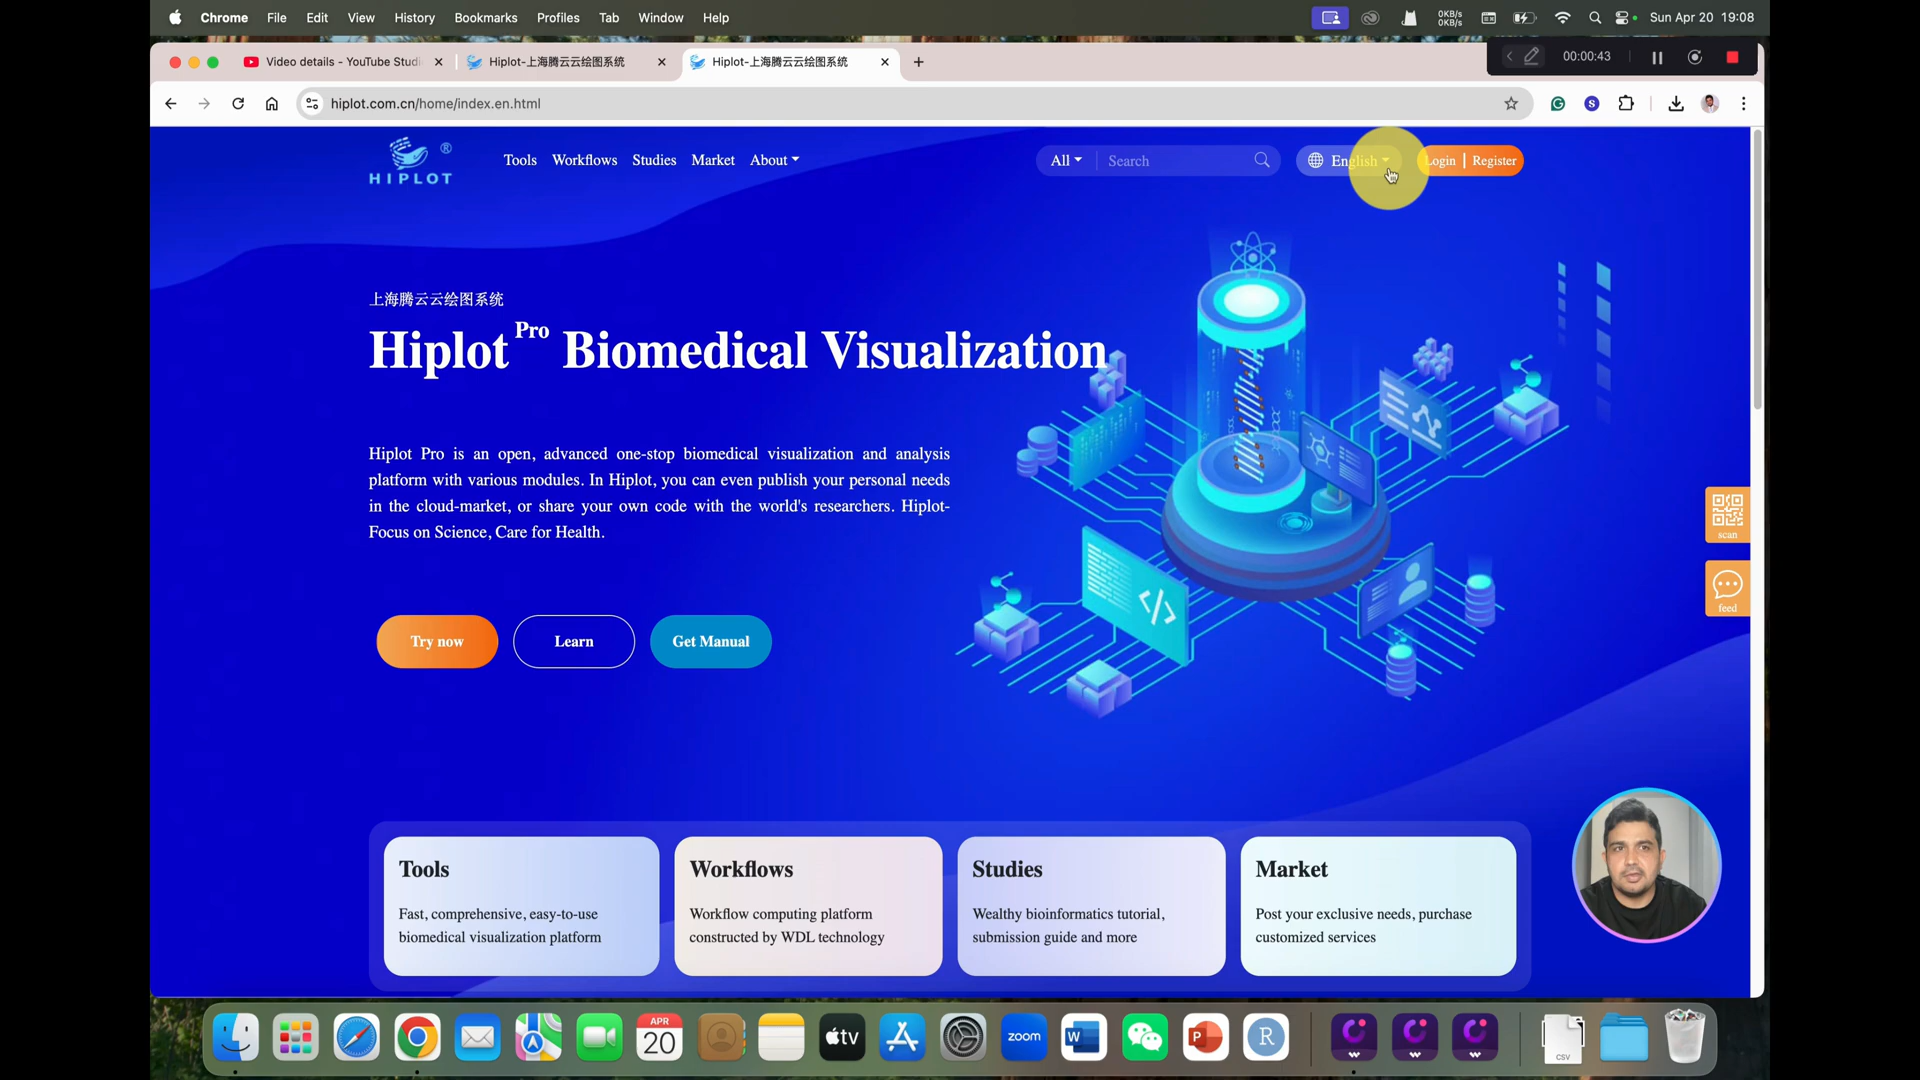 Chrome File Edit View History Bookmarks Profiles Tab Window Help
0KB/s
0KB/s
Sun Apr 20 19:08
Video details - YouTube Studi
Hiplot-上海腾云云绘图系统
Hiplot-上海腾云云绘图系统
00:00:43
hiplot.com.cn/home/index.en.html
HIPLOT ®
Tools Workflows Studies Market About
All Search
English
Login | Register
上海腾云云绘图系统
Hiplot Pro Biomedical Visualization
Hiplot Pro is an open, advanced one-stop biomedical visualization and analysis
platform with various modules. In Hiplot, you can even publish your personal needs
in the cloud-market, or share your own code with the world's researchers. Hiplot-
Focus on Science, Care for Health.
scan
feed
Try now
Learn
Get Manual
Tools
Fast, comprehensive, easy-to-use
biomedical visualization platform
Workflows
Workflow computing platform
constructed by WDL technology
Studies
Wealthy bioinformatics tutorial,
submission guide and more
Market
Post your exclusive needs, purchase
customized services
APR
20
tv
zoom
W
P
R
CSV